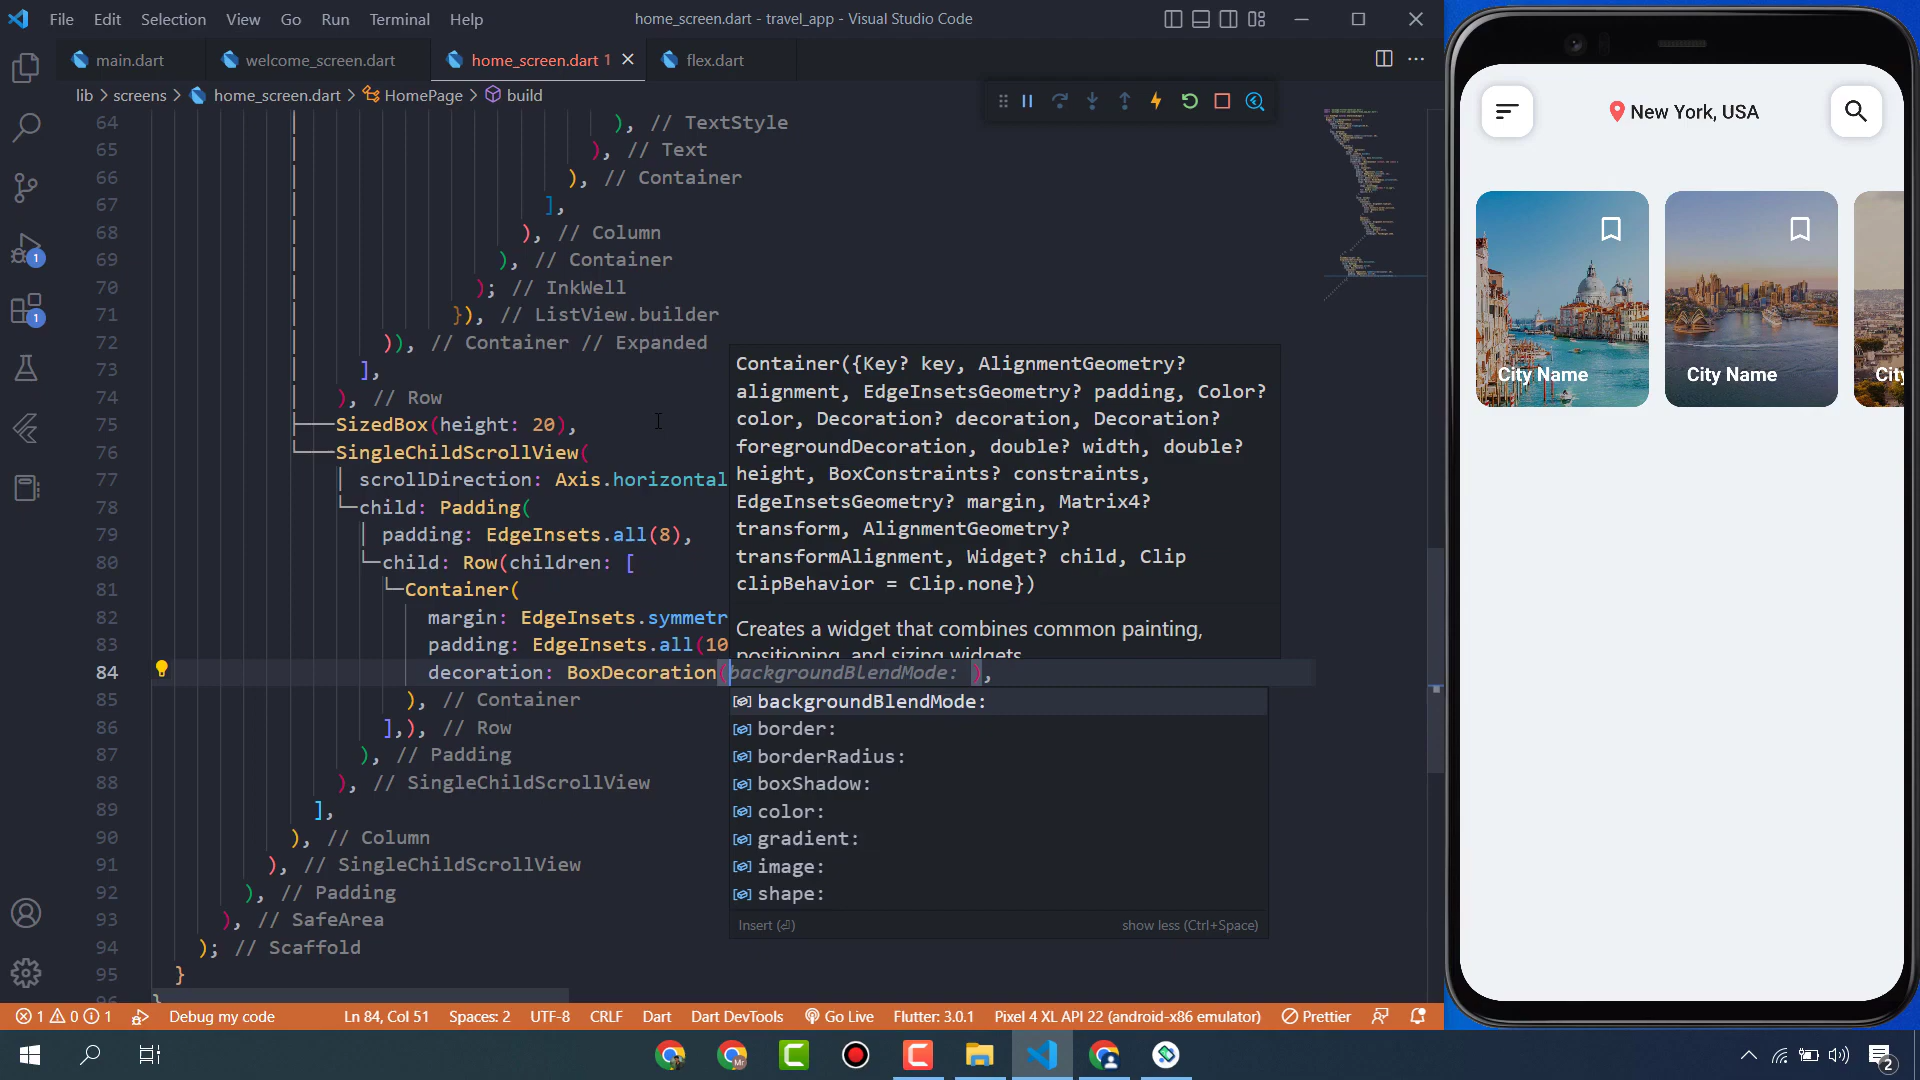 File Edit Selection View Go Run Terminal Help
home_screen.dart - travel_app - Visual Studio Code
main.dart
welcome_screen.dart
home_screen.dart 1
flex.dart
lib > screens > home_screen.dart > HomePage > build
64 ), // TextStyle
65 ), // Text
66 ), // Container
67 ],
68 ), // Column
69 ), // Container
70 ); // InkWell
71 }), // ListView.builder
72 )), // Container // Expanded
73 ],
74 ), // Row
75 SizedBox(height: 20),
76 SingleChildScrollView(
77 scrollDirection: Axis.horizontal
78 child: Padding(
79 padding: EdgeInsets.all(8),
80 child: Row(children: [
81 Container(
82 margin: EdgeInsets.symmetr
83 padding: EdgeInsets.all(10
84 decoration: BoxDecoration(backgroundBlendMode: ),
85 ), // Container
86 ],), // Row
87 ), // Padding
88 ), // SingleChildScrollView
89 ],
90 ), // Column
91 ), // SingleChildScrollView
92 ), // Padding
93 ), // SafeArea
94 ); // Scaffold
95 }
Container({Key? key, AlignmentGeometry?
alignment, EdgeInsetsGeometry? padding, Color?
color, Decoration? decoration, Decoration?
foregroundDecoration, double? width, double?
height, BoxConstraints? constraints,
EdgeInsetsGeometry? margin, Matrix4?
transform, AlignmentGeometry?
transformAlignment, Widget? child, Clip
clipBehavior = Clip.none})
Creates a widget that combines common painting,
positioning, and sizing widgets
backgroundBlendMode:
border:
borderRadius:
boxShadow:
color:
gradient:
image:
shape:
Insert (⏎)
show less (Ctrl+Space)
1
1
New York, USA
City Name
City Name
City
1 0 1 Debug my code
Ln 84, Col 51 Spaces: 2 UTF-8 CRLF Dart Dart DevTools Go Live Flutter: 3.0.1 Pixel 4 XL API 22 (android-x86 emulator) Prettier
2